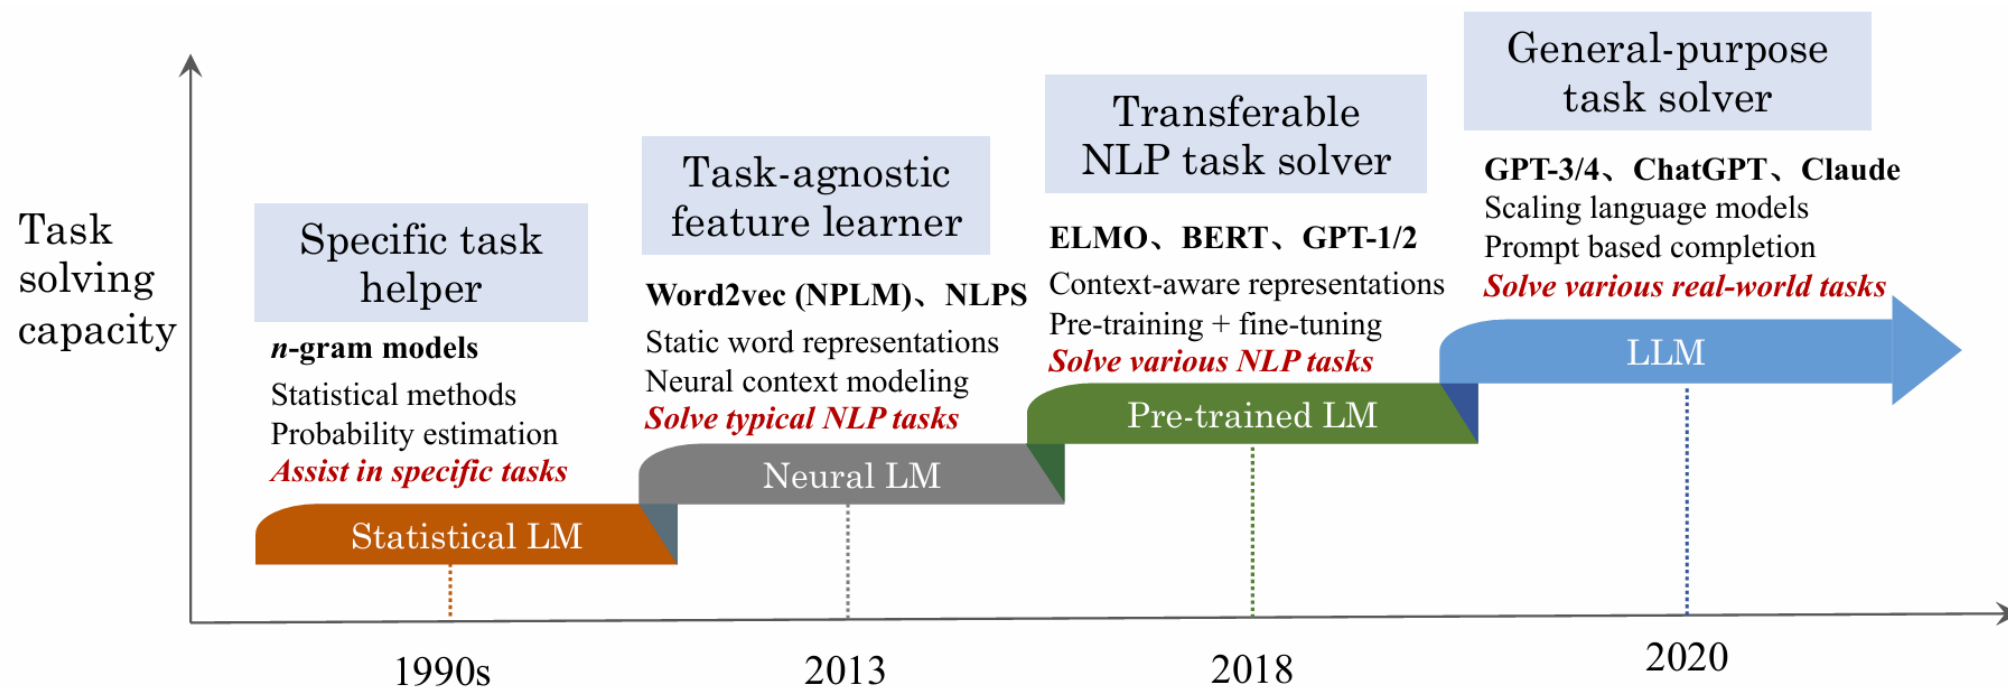 Task
solving
capacity
Specific task
helper
n-gram models
Statistical methods
Probability estimation
Assist in specific tasks
Statistical LM
1990s
Task-agnostic
feature learner
Word2vec (NPLM)、NLPS
Static word representations
Neural context modeling
Solve typical NLP tasks
Neural LM
2013
Transferable
NLP task solver
ELMO、BERT、GPT-1/2
Context-aware representations
Pre-training + fine-tuning
Solve various NLP tasks
Pre-trained LM
2018
General-purpose
task solver
GPT-3/4、ChatGPT、Claude
Scaling language models
Prompt based completion
Solve various real-world tasks
LLM
2020